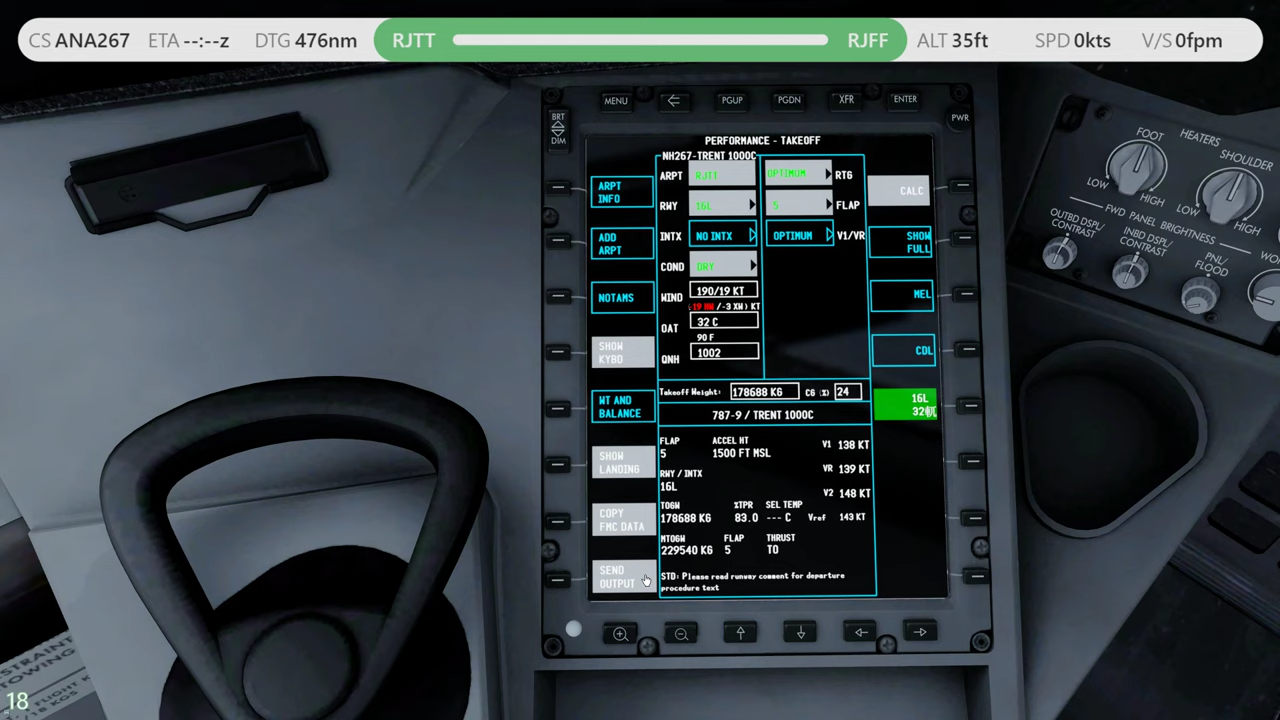 CS ANA267 ETA --:--z DTG 476nm RJTT RJFF ALT 35ft SPD 0kts V/S 0fpm
MENU PGUP PGDN XFR ENTER
BRT
DIM
PWR
PERFORMANCE - TAKEOFF
NH267-TRENT 1000C
ARPT INFO
ARPT RJTT OPTIMUM RTG
CALC
RWY 16L 5 FLAP
ADD ARPT
INTX NO INTX OPTIMUM V1/VR
SHOW FULL
COND DRY
NOTAMS
WIND 190/19 KT
(-19 HW /-3 XW) KT
MEL
OAT 32 C
90 F
SHOW KYBD
QNH 1002
CDL
WT AND BALANCE
Takeoff Weight: 178688 KG CG (%) 24
16L
787-9 / TRENT 1000C
FLAP ACCEL HT V1 138 KT
5 1500 FT MSL
SHOW LANDING
RWY / INTX VR 139 KT
16L
V2 148 KT
COPY FMC DATA
TOGW %TPR SEL TEMP
178688 KG 83.0 --- C Vref 143 KT
MTOGW FLAP THRUST
229540 KG 5 TO
SEND OUTPUT
STD: Please read runway comment for departure
procedure text
FOOT
HEATERS
SHOULDER
LOW
HIGH
LOW
HIGH
FWD PANEL BRIGHTNESS
OUTBD DSPL/
CONTRAST
INBD DSPL/
CONTRAST
PNL/
FLOOD
TOWING
18